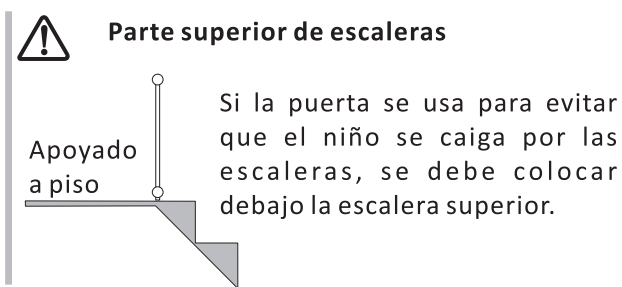 Parte superior de escaleras
Apoyado
a piso
Si la puerta se usa para evitar
que el niño se caiga por las
escaleras, se debe colocar
debajo la escalera superior.